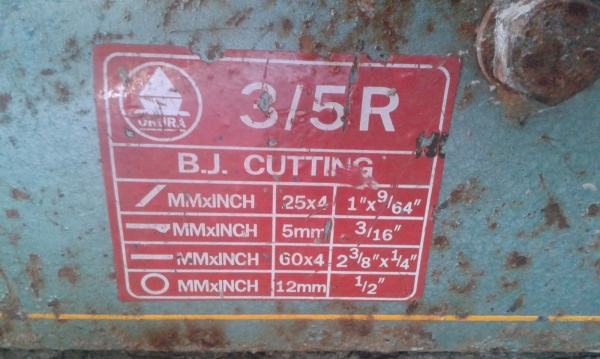 3/5R
B.J. CUTTING
MMxINCH 25x4 1"x9/64"
MMxINCH 5mm 3/16"
MMxINCH 60x4 2 3/8"x1/4"
MMxINCH 12mm 1/2"